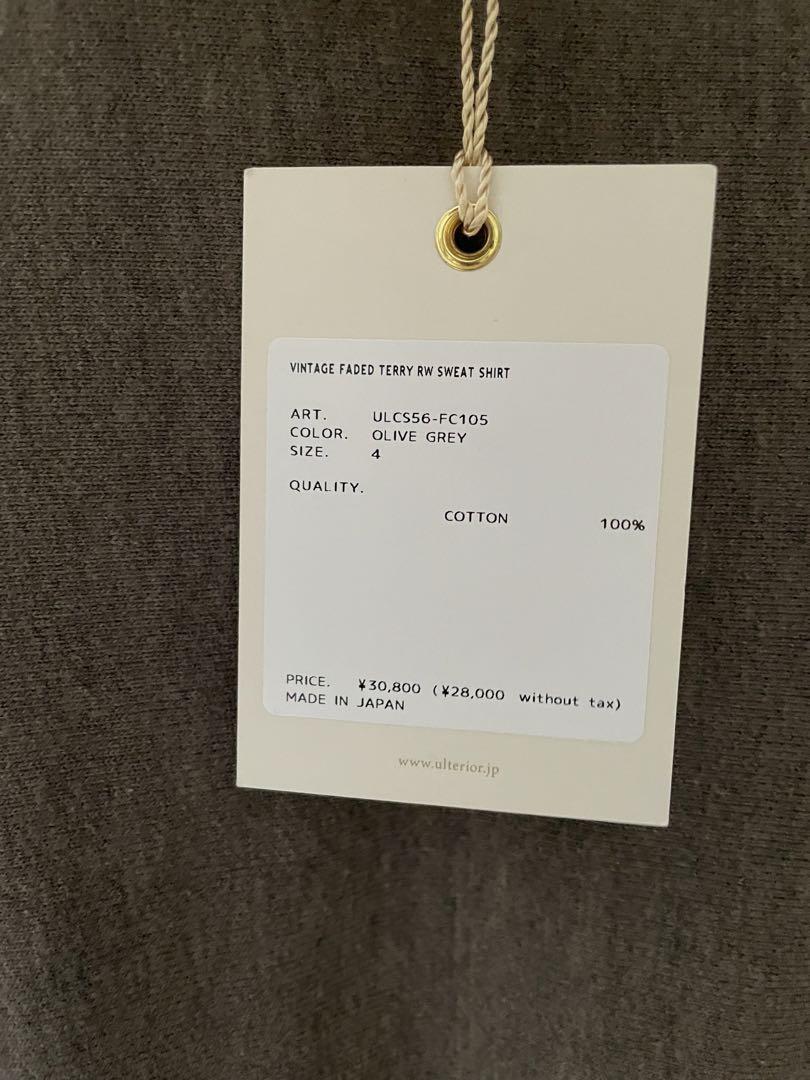 VINTAGE FADED TERRY RW SWEAT SHIRT
ART. ULCS56-FC105
COLOR. OLIVE GREY
SIZE. 4
QUALITY.
COTTON 100%
PRICE. ¥30,800 (¥28,000 without tax)
MADE IN JAPAN
www.ulterior.jp